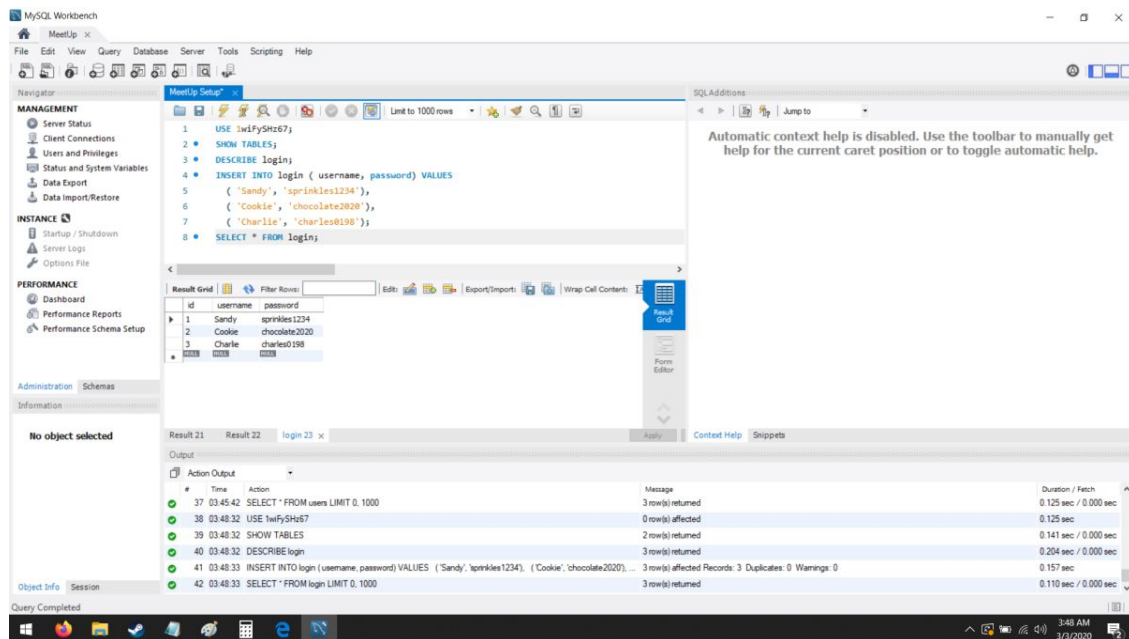 MySQL Workbench
MeetUp
File Edit View Query Database Server Tools Scripting Help
Navigator
MANAGEMENT
Server Status
Client Connections
Users and Privileges
Status and System Variables
Data Export
Data Import/Restore
INSTANCE
Startup / Shutdown
Server Logs
Options File
PERFORMANCE
Dashboard
Performance Reports
Performance Schema Setup
Administration Schemas
Information
No object selected
Object Info Session
MeetUp Setup*
Limit to 1000 rows
1 USE 1wiFySHz67;
2 SHOW TABLES;
3 DESCRIBE login;
4 INSERT INTO login ( username, password) VALUES
5 ( 'Sandy', 'sprinkles1234'),
6 ( 'Cookie', 'chocolate2020'),
7 ( 'Charlie', 'charles0198');
8 SELECT * FROM login;
Result Grid Filter Rows: Edit: Export/Import: Wrap Cell Content:
id username password
1 Sandy sprinkles1234
2 Cookie chocolate2020
3 Charlie charles0198
NULL NULL NULL
Result Grid
Form Editor
Result 21 Result 22 login 23 Apply
SQLAdditions
Jump to
Automatic context help is disabled. Use the toolbar to manually get
help for the current caret position or to toggle automatic help.
Context Help Snippets
Output
Action Output
# Time Action Message Duration / Fetch
37 03:45:42 SELECT * FROM users LIMIT 0, 1000 3 row(s) returned 0.125 sec / 0.000 sec
38 03:48:32 USE 1wiFySHz67 0 row(s) affected 0.125 sec
39 03:48:32 SHOW TABLES 2 row(s) returned 0.141 sec / 0.000 sec
40 03:48:32 DESCRIBE login 3 row(s) returned 0.204 sec / 0.000 sec
41 03:48:33 INSERT INTO login ( username, password) VALUES ( 'Sandy', 'sprinkles1234'), ( 'Cookie', 'chocolate2020'), ... 3 row(s) affected Records: 3 Duplicates: 0 Warnings: 0 0.157 sec
42 03:48:33 SELECT * FROM login LIMIT 0, 1000 3 row(s) returned 0.110 sec / 0.000 sec
Query Completed
3:48 AM
3/3/2020